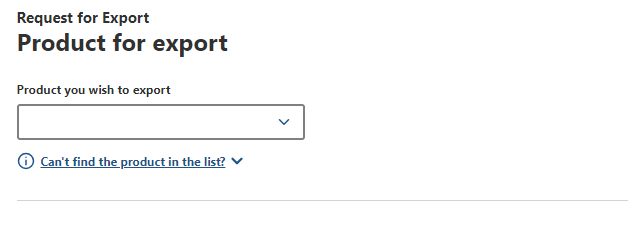 Request for Export
Product for export
Product you wish to export
Can't find the product in the list?